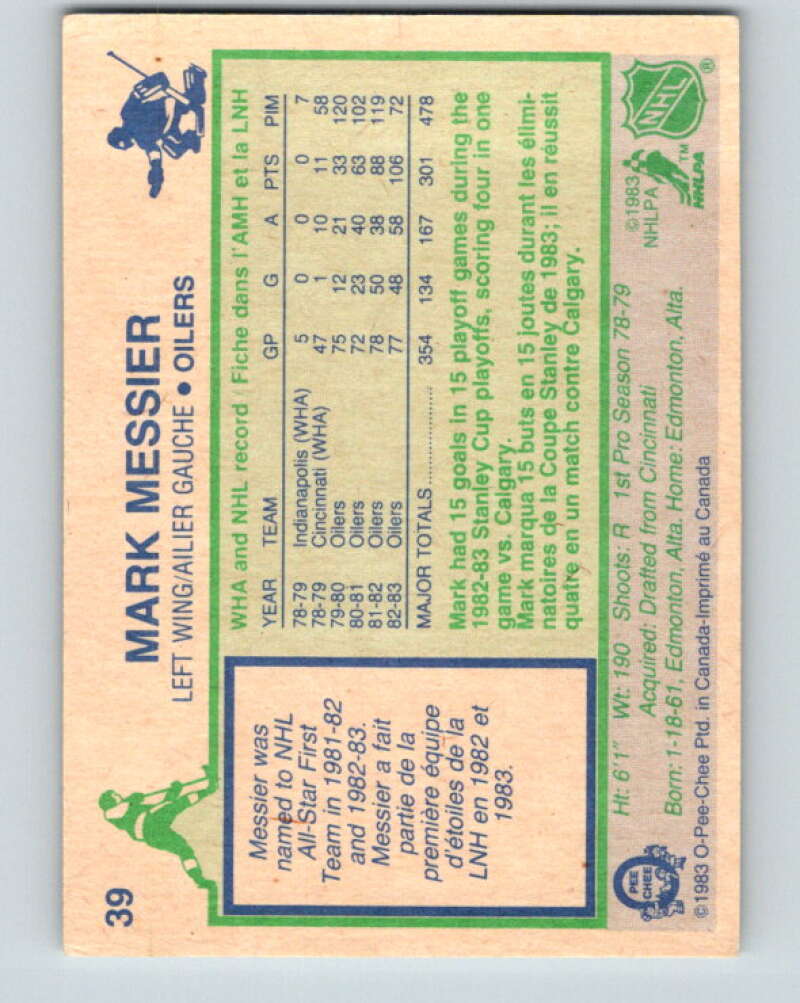 39
MARK MESSIER
LEFT WING/AILIER GAUCHE • OILERS
Messier was
named to NHL
All-Star First
Team in 1981-82
and 1982-83.
Messier a fait
partie de la
première équipe
d'étoiles de la
LNH en 1982 et
1983.
WHA and NHL record / Fiche dans l'AMH et la LNH
YEAR TEAM GP G A PTS PIM
78-79 Indianapolis (WHA) 5 0 0 0 7
78-79 Cincinnati (WHA) 47 1 10 11 58
79-80 Oilers 75 12 21 33 120
80-81 Oilers 72 23 40 63 102
81-82 Oilers 78 50 38 88 119
82-83 Oilers 77 48 58 106 72
MAJOR TOTALS .................... 354 134 167 301 478
Mark had 15 goals in 15 playoff games during the
1982-83 Stanley Cup playoffs, scoring four in one
game vs. Calgary.
Mark marqua 15 buts en 15 joutes durant les élimi-
natoires de la Coupe Stanley de 1983; il en réussit
quatre en un match contre Calgary.
Ht: 6'1" Wt: 190 Shoots: R 1st Pro Season 78-79
Acquired: Drafted from Cincinnati
Born: 1-18-61, Edmonton, Alta. Home: Edmonton, Alta.
©1983 O-Pee-Chee Ptd. in Canada-Imprimé au Canada
O
PEE
CHEE
©1983
NHLPA
NHLPA
TM
NHL
®